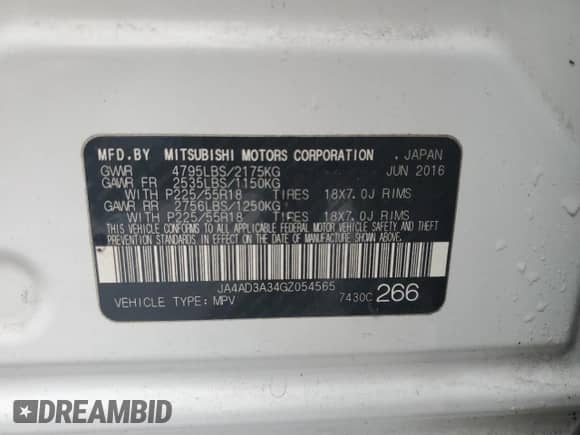 MFD.BY MITSUBISHI MOTORS CORPORATION . JAPAN
GVWR 4795LBS/2175KG JUN 2016
GAWR FR 2535LBS/1150KG
WITH P225/55R18 TIRES 18X7.0J RIMS
GAWR RR 2756LBS/1250KG
WITH P225/55R18 TIRES 18X7.0J RIMS
THIS VEHICLE CONFORMS TO ALL APPLICABLE FEDERAL MOTOR VEHICLE SAFETY, BUMPER AND THEFT
PREVENTION STANDARDS IN EFFECT ON THE DATE OF MANUFACTURE SHOWN ABOVE.
JA4AD3A34GZ054565
VEHICLE TYPE: MPV 7430C 266
DREAMBID